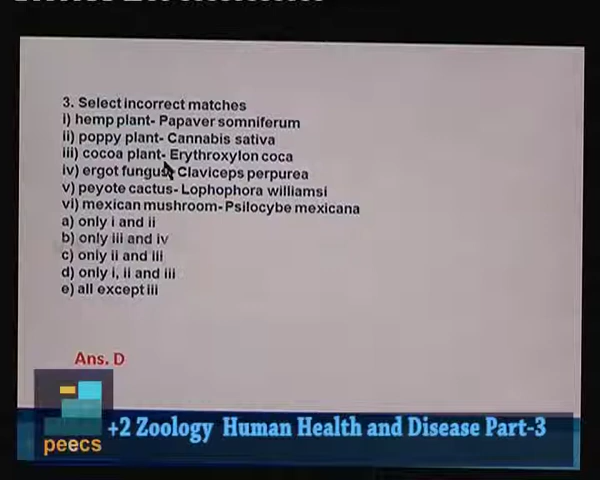 3. Select incorrect matches
i) hemp plant- Papaver somniferum
ii) poppy plant- Cannabis sativa
iii) cocoa plant- Erythroxylon coca
iv) ergot fungus- Claviceps perpurea
v) peyote cactus- Lophophora williamsi
vi) mexican mushroom- Psilocybe mexicana
a) only i and ii
b) only iii and iv
c) only ii and iii
d) only i, ii and iii
e) all except iii
Ans. D
peecs
+2 Zoology Human Health and Disease Part-3